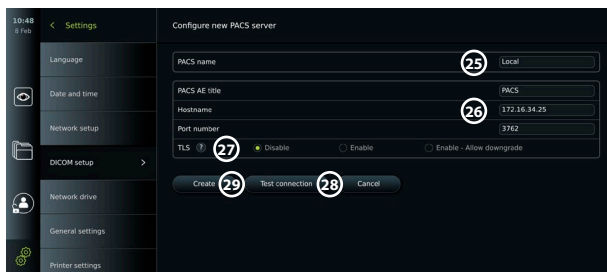 10:48
8 Feb
< Settings
Configure new PACS server
Language
Date and time
Network setup
DICOM setup >
Network drive
General settings
Printer settings
PACS name 25 Local
PACS AE title PACS
Hostname 26 172.16.34.25
Port number 3762
TLS ? 27 Disable Enable Enable - Allow downgrade
Create 29 Test connection 28 Cancel